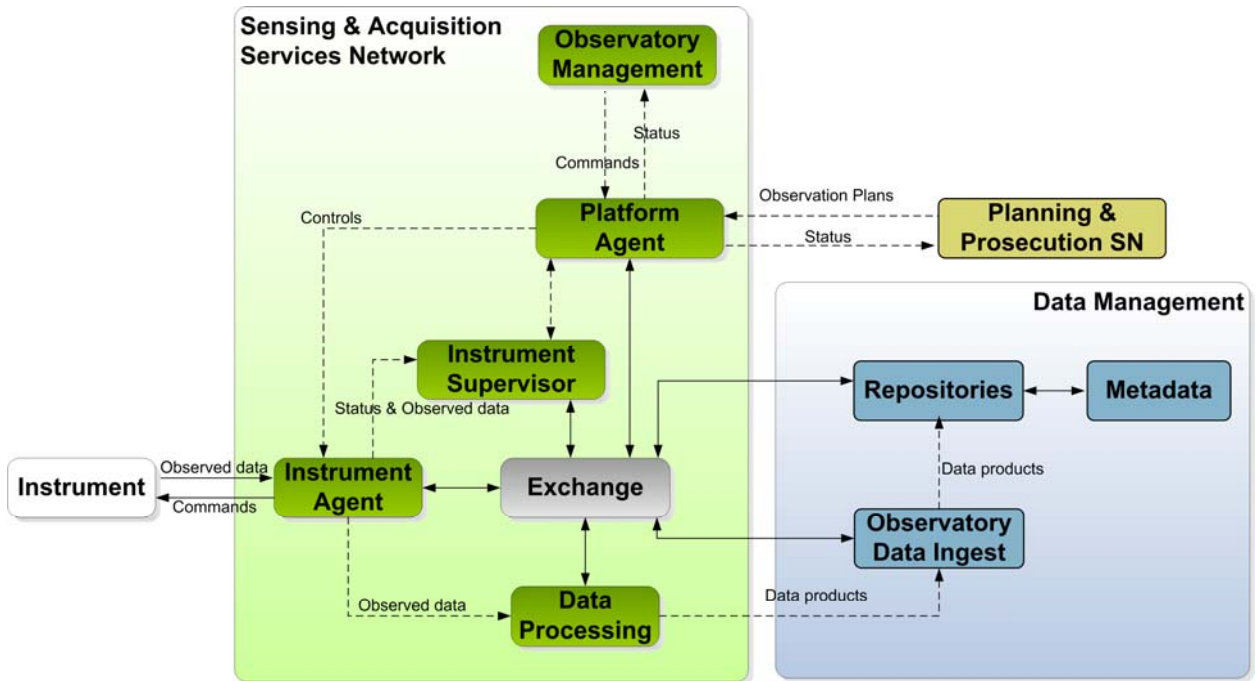 Sensing & Acquisition
Services Network
Observatory
Management
Status
Commands
Observation Plans
Controls
Platform
Agent
Status
Planning &
Prosecution SN
Data Management
Instrument
Supervisor
Repositories
Metadata
Status & Observed data
Observed data
Instrument
Commands
Instrument
Agent
Exchange
Data products
Observatory
Data Ingest
Observed data
Data
Processing
Data products